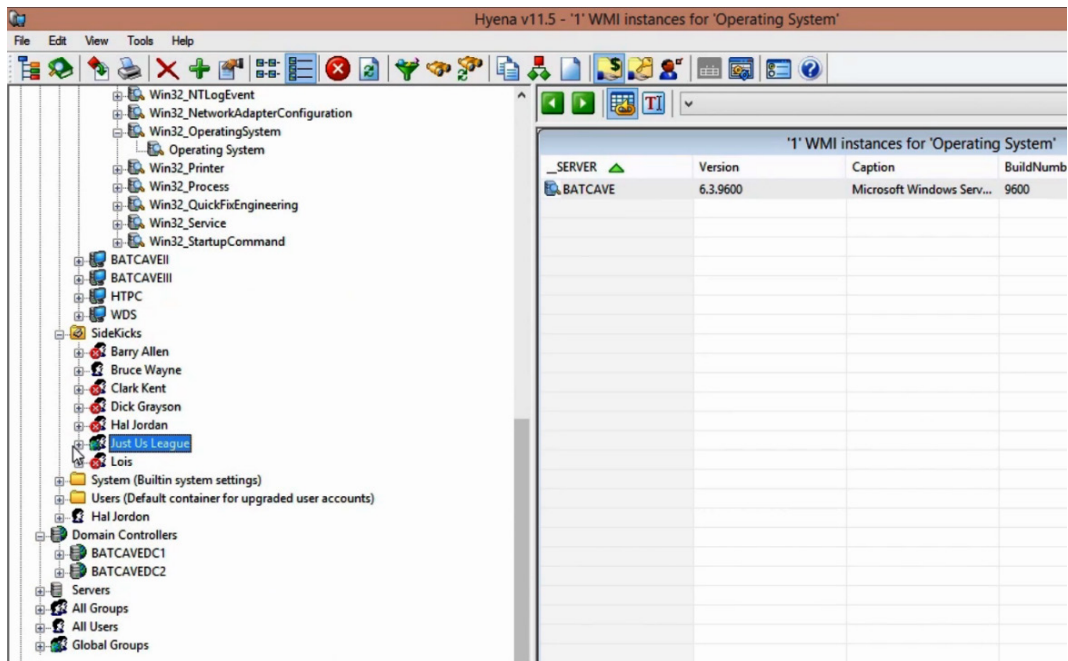 Hyena v11.5 - '1' WMI instances for 'Operating System'
File Edit View Tools Help
Win32_NTLogEvent
Win32_NetworkAdapterConfiguration
Win32_OperatingSystem
Operating System
Win32_Printer
Win32_Process
Win32_QuickFixEngineering
Win32_Service
Win32_StartupCommand
BATCAVEII
BATCAVEIII
HTPC
WDS
SideKicks
Barry Allen
Bruce Wayne
Clark Kent
Dick Grayson
Hal Jordan
Just Us League
Lois
System (Builtin system settings)
Users (Default container for upgraded user accounts)
Hal Jordon
Domain Controllers
BATCAVEDC1
BATCAVEDC2
Servers
All Groups
All Users
Global Groups
'1' WMI instances for 'Operating System'
__SERVER Version Caption BuildNumb
BATCAVE 6.3.9600 Microsoft Windows Serv... 9600